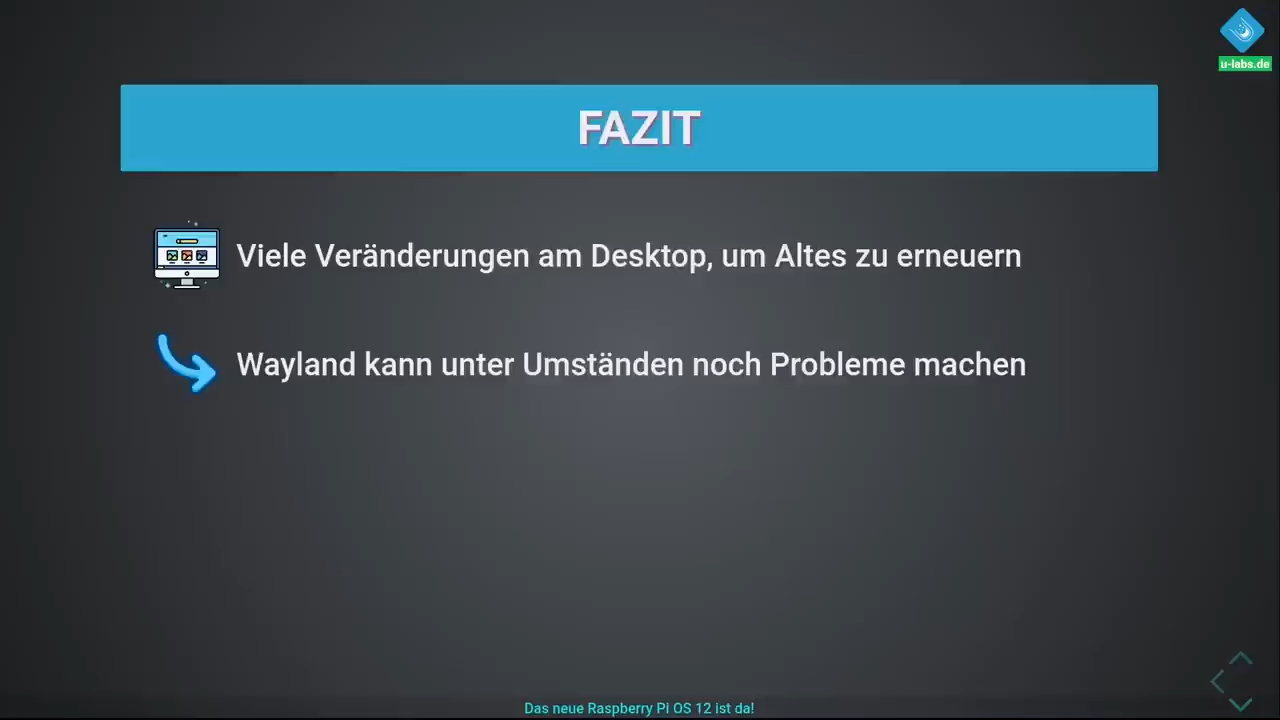 u-labs.de
FAZIT
Viele Veränderungen am Desktop, um Altes zu erneuern
Wayland kann unter Umständen noch Probleme machen
Das neue Raspberry Pi OS 12 ist da!